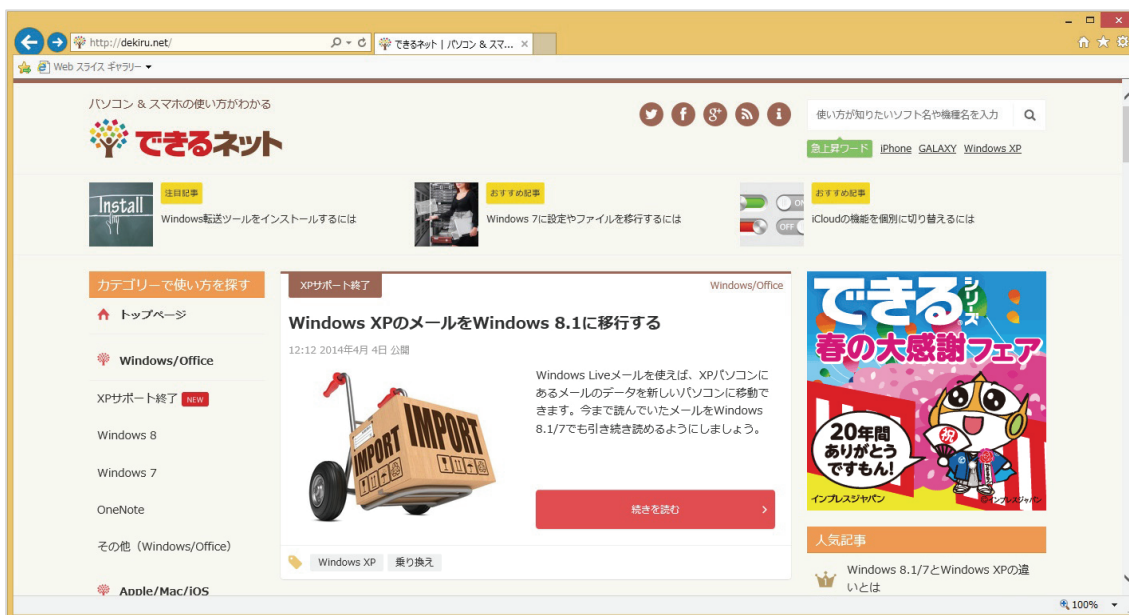 http://dekiru.net/
できるネット | パソコン & スマ...
Web スライス ギャラリー
パソコン & スマホの使い方がわかる
できるネット
使い方が知りたいソフト名や機種名を入力
急上昇ワード iPhone GALAXY Windows XP
Install
注目記事
Windows転送ツールをインストールするには
おすすめ記事
Windows 7に設定やファイルを移行するには
ON
OFF
おすすめ記事
iCloudの機能を個別に切り替えるには
カテゴリーで使い方を探す
トップページ
Windows/Office
XPサポート終了 NEW
Windows 8
Windows 7
OneNote
その他（Windows/Office）
Apple/Mac/iOS
XPサポート終了
Windows/Office
Windows XPのメールをWindows 8.1に移行する
12:12 2014年4月 4日 公開
IMPORT
IMPORT
Windows Liveメールを使えば、XPパソコンに
あるメールのデータを新しいパソコンに移動で
きます。今まで読んでいたメールをWindows
8.1/7でも引き続き読めるようにしましょう。
続きを読む
Windows XP 乗り換え
できるシリーズ
春の大感謝フェア
祝
20年間
ありがとう
ですもん!
インプレスジャパン
©インプレスジャパン
人気記事
1
Windows 8.1/7とWindows XPの違
いとは
100%